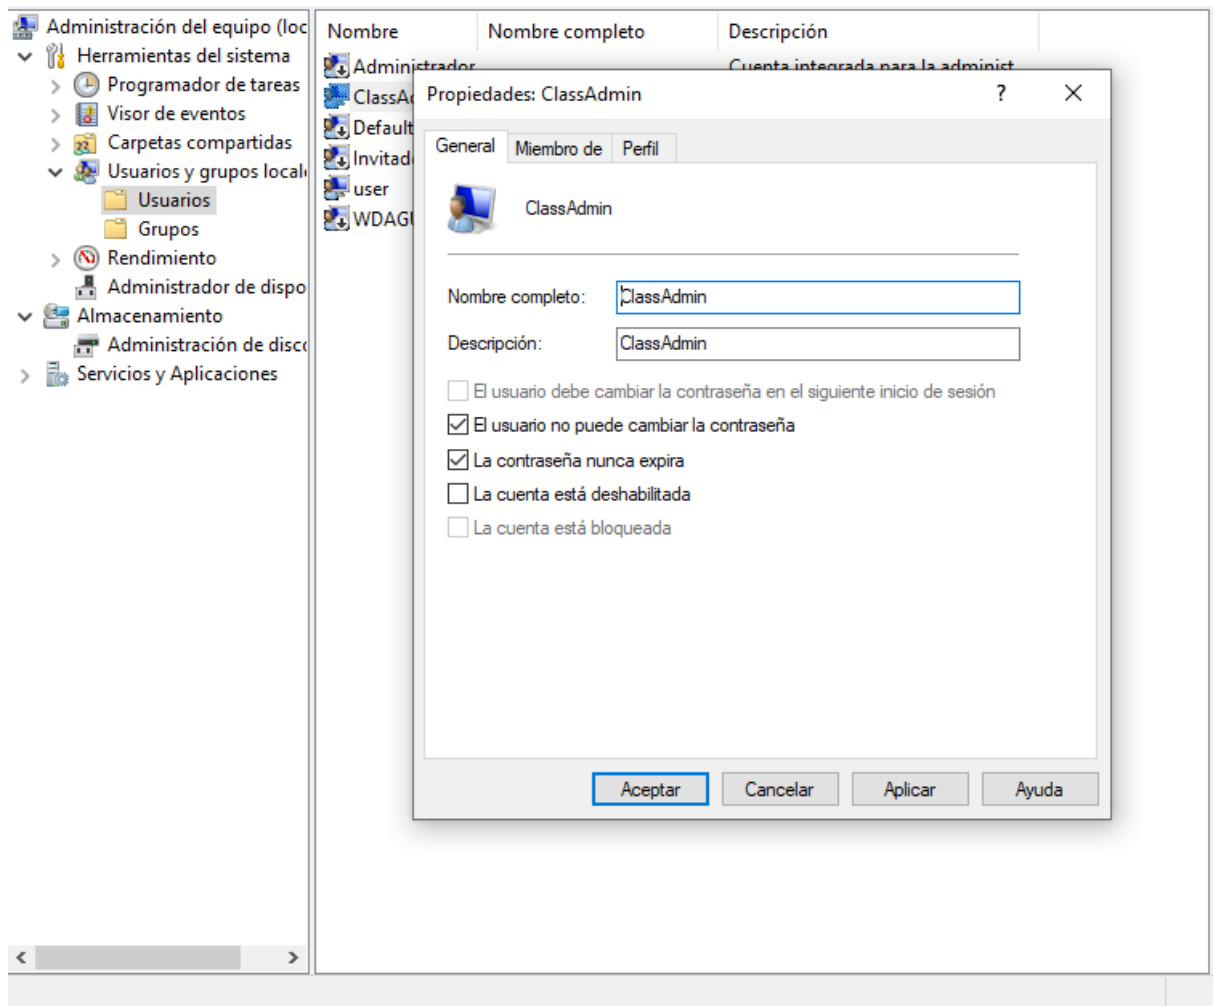 Administración del equipo (loc
Herramientas del sistema
Programador de tareas
Visor de eventos
Carpetas compartidas
Usuarios y grupos local
Usuarios
Grupos
Rendimiento
Administrador de dispo
Almacenamiento
Administración de disc
Servicios y Aplicaciones
Nombre Nombre completo Descripción
Administrador Cuenta integrada para la administ
ClassAd
Default
Invitad
user
WDAGU
Propiedades: ClassAdmin ?
General Miembro de Perfil
ClassAdmin
Nombre completo: ClassAdmin
Descripción: ClassAdmin
El usuario debe cambiar la contraseña en el siguiente inicio de sesión
El usuario no puede cambiar la contraseña
La contraseña nunca expira
La cuenta está deshabilitada
La cuenta está bloqueada
Aceptar Cancelar Aplicar Ayuda